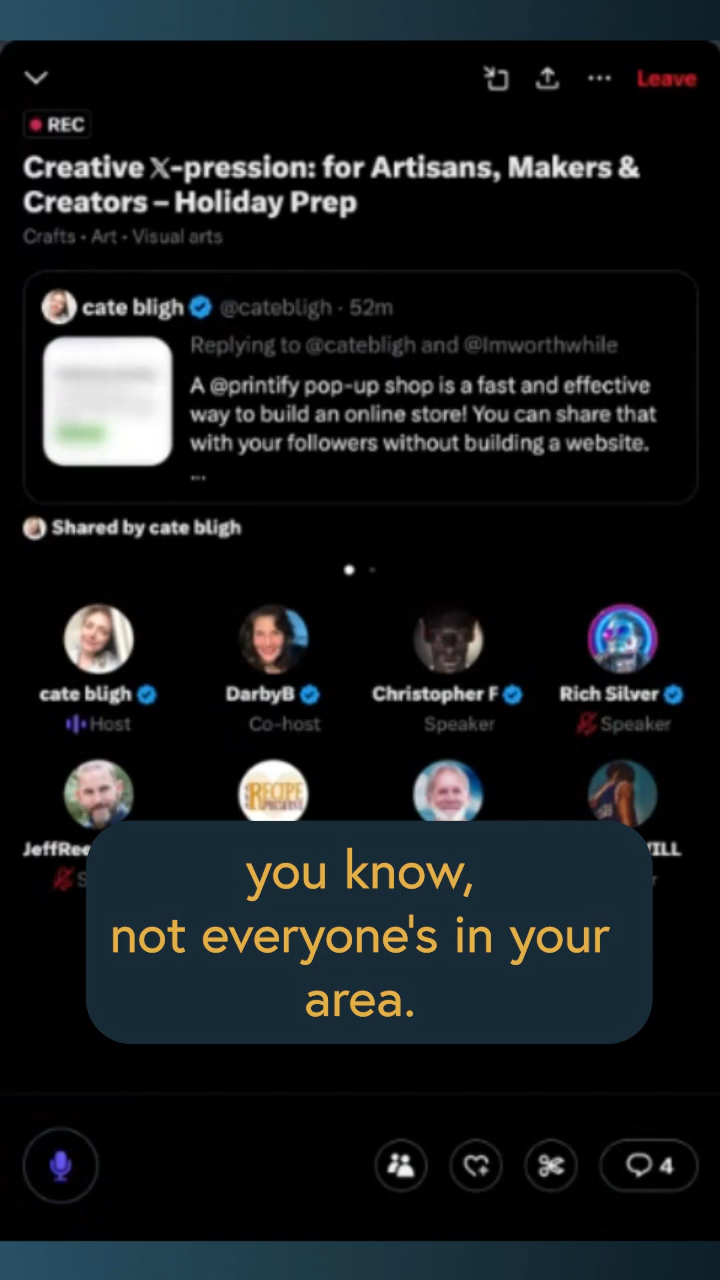 Leave
REC
Creative 𝕏-pression: for Artisans, Makers &
Creators – Holiday Prep
Crafts • Art • Visual arts
cate bligh @catebligh · 52m
Replying to @catebligh and @Imworthwhile
A @printify pop-up shop is a fast and effective
way to build an online store! You can share that
with your followers without building a website.
...
Shared by cate bligh
cate bligh DarbyB Christopher F Rich Silver
Host Co-host Speaker Speaker
RECIPE
JeffRee
you know,
not everyone's in your
area.
4